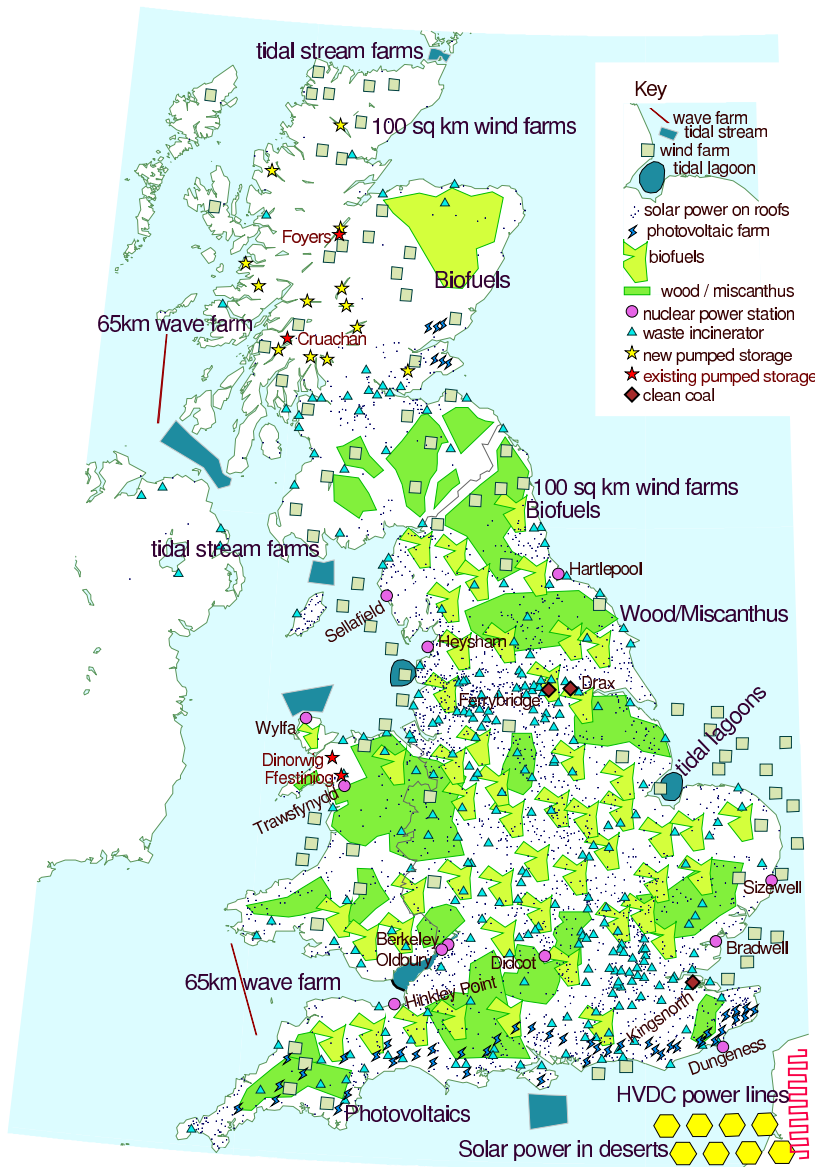 tidal stream farms
Key
wave farm
tidal stream
100 sq km wind farms
wind farm
tidal lagoon
solar power on roofs
photovoltaic farm
Foyers
biofuels
Biofuels
wood / miscanthus
nuclear power station
65km wave farm
waste incinerator
Cruachan
new pumped storage
existing pumped storage
clean coal
100 sq km wind farms
Biofuels
tidal stream farms
Hartlepool
Sellafield
Wood/Miscanthus
Heysham
Drax
Ferrybridge
Wylfa
tidal lagoons
Dinorwig
Ffestiniog
Trawsfynydd
Sizewell
Berkeley
Bradwell
Oldbury
Didcot
65km wave farm
Hinkley Point
Kingsnorth
Dungeness
HVDC power lines
Photovoltaics
Solar power in deserts